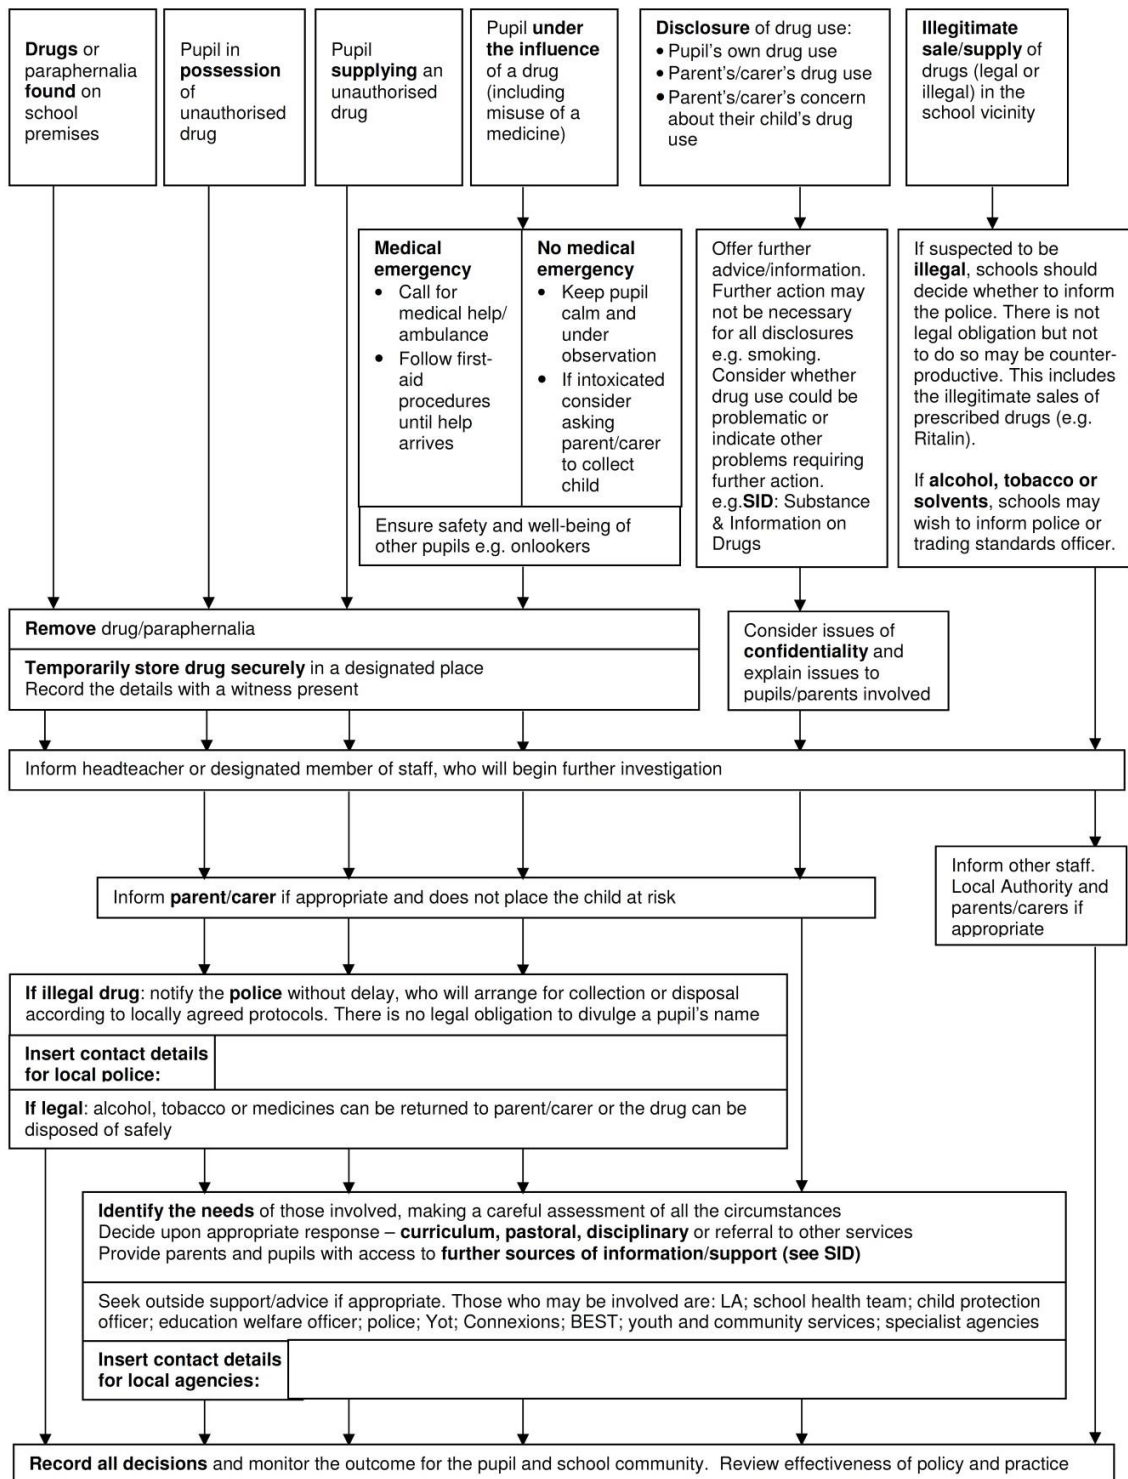 Drugs or
paraphernalia
found on
school
premises
Pupil in
possession
of
unauthorised
drug
Pupil
supplying an
unauthorised
drug
Pupil under
the influence
of a drug
(including
misuse of a
medicine)
Disclosure of drug use:
• Pupil's own drug use
• Parent's/carer's drug use
• Parent's/carer's concern
about their child's drug
use
Illegitimate
sale/supply of
drugs (legal or
illegal) in the
school vicinity
Medical
emergency
• Call for
medical help/
ambulance
• Follow first-
aid
procedures
until help
arrives
No medical
emergency
• Keep pupil
calm and
under
observation
• If intoxicated
consider
asking
parent/carer
to collect
child
Ensure safety and well-being of
other pupils e.g. onlookers
Offer further
advice/information.
Further action may
not be necessary
for all disclosures
e.g. smoking.
Consider whether
drug use could be
problematic or
indicate other
problems requiring
further action.
e.g.SID: Substance
& Information on
Drugs
If suspected to be
illegal, schools should
decide whether to inform
the police. There is not
legal obligation but not
to do so may be counter-
productive. This includes
the illegitimate sales of
prescribed drugs (e.g.
Ritalin).
If alcohol, tobacco or
solvents, schools may
wish to inform police or
trading standards officer.
Remove drug/paraphernalia
Temporarily store drug securely in a designated place
Record the details with a witness present
Consider issues of
confidentiality and
explain issues to
pupils/parents involved
Inform headteacher or designated member of staff, who will begin further investigation
Inform parent/carer if appropriate and does not place the child at risk
Inform other staff.
Local Authority and
parents/carers if
appropriate
If illegal drug: notify the police without delay, who will arrange for collection or disposal
according to locally agreed protocols. There is no legal obligation to divulge a pupil's name
Insert contact details
for local police:
If legal: alcohol, tobacco or medicines can be returned to parent/carer or the drug can be
disposed of safely
Identify the needs of those involved, making a careful assessment of all the circumstances
Decide upon appropriate response – curriculum, pastoral, disciplinary or referral to other services
Provide parents and pupils with access to further sources of information/support (see SID)
Seek outside support/advice if appropriate. Those who may be involved are: LA; school health team; child protection
officer; education welfare officer; police; Yot; Connexions; BEST; youth and community services; specialist agencies
Insert contact details
for local agencies:
Record all decisions and monitor the outcome for the pupil and school community. Review effectiveness of policy and practice